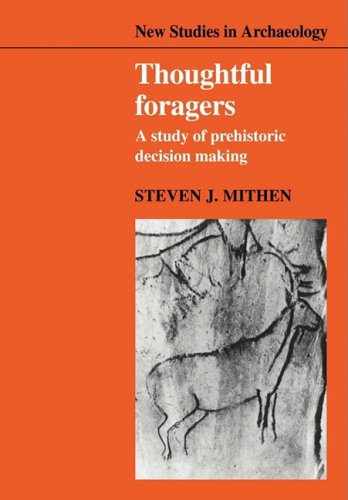 New Studies in Archaeology
Thoughtful
foragers
A study of prehistoric
decision making
STEVEN J. MITHEN